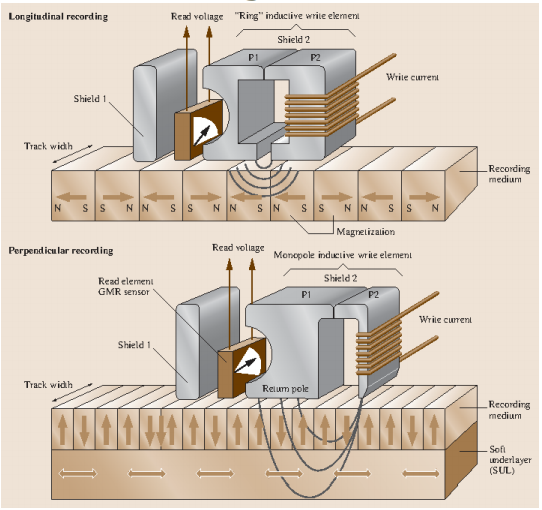 Longitudinal recording
Read voltage
"Ring" inductive write element
Shield 2
P1 P2
Write current
Shield 1
Track width
Recording
medium
N S S N N S S N N S N S S N N S S N
Magnetization
Perpendicular recording
Read voltage
Monopole inductive write element
Shield 2
Read element
GMR sensor
P1 P2
Write current
Shield 1
Track width
Return pole
Recording
medium
Soft
underlayer
(SUL)